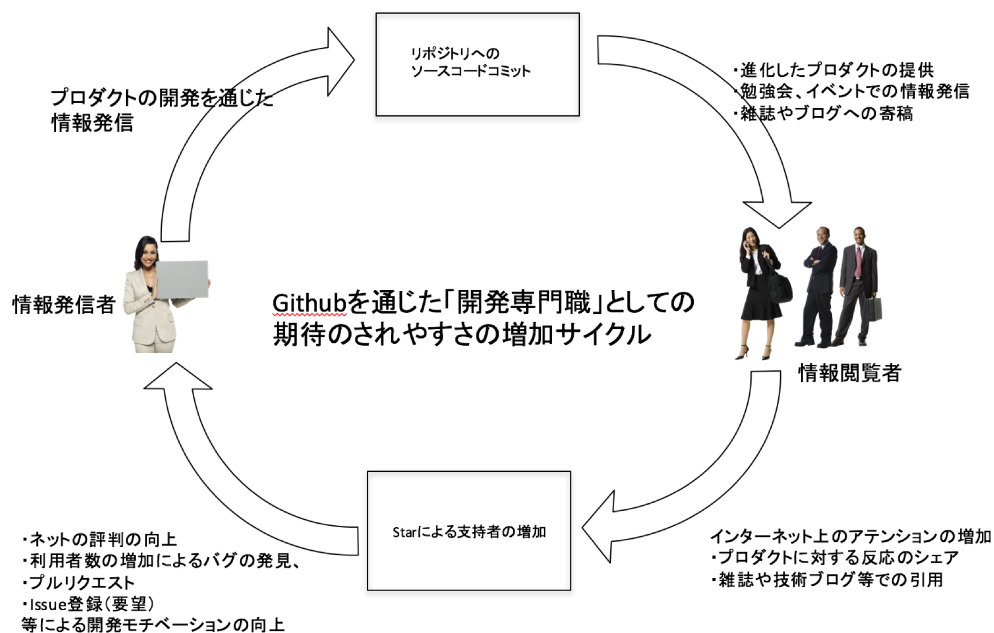 リポジトリへの
ソースコードコミット
プロダクトの開発を通じた
情報発信
・進化したプロダクトの提供
・勉強会、イベントでの情報発信
・雑誌やブログへの寄稿
情報発信者
Githubを通じた「開発専門職」としての
期待のされやすさの増加サイクル
情報閲覧者
Starによる支持者の増加
インターネット上のアテンションの増加
・プロダクトに対する反応のシェア
・雑誌や技術ブログ等での引用
・ネットの評判の向上
・利用者数の増加によるバグの発見、
・プルリクエスト
・Issue登録（要望）
等による開発モチベーションの向上